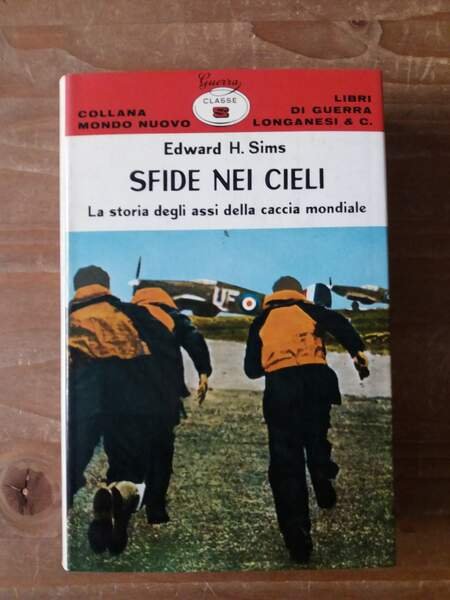 Guerra
CLASSE
S
COLLANA
MONDO NUOVO
LIBRI
DI GUERRA
LONGANESI & C.
Edward H. Sims
SFIDE NEI CIELI
La storia degli assi della caccia mondiale
UF